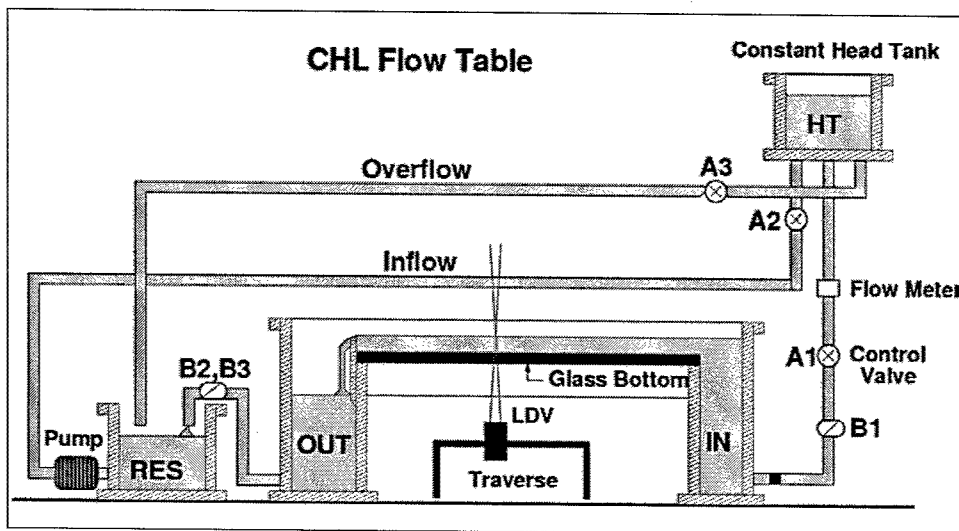 CHL Flow Table
Constant Head Tank
HT
Overflow
A3
A2
Inflow
Flow Meter
B2,B3
A1
Control
Valve
Glass Bottom
LDV
B1
Pump
OUT
IN
RES
Traverse